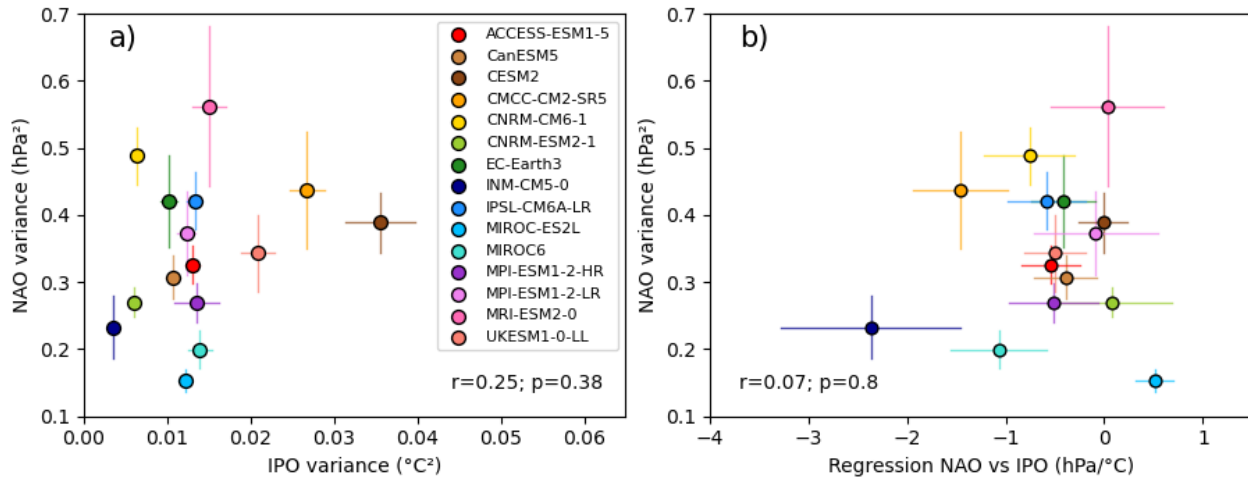 a)
NAO variance (hPa²)
0.7
0.6
0.5
0.4
0.3
0.2
0.1
0.00
0.01
0.02
0.03
0.04
0.05
0.06
IPO variance (°C²)
ACCESS-ESM1-5
CanESM5
CESM2
CMCC-CM2-SR5
CNRM-CM6-1
CNRM-ESM2-1
EC-Earth3
INM-CM5-0
IPSL-CM6A-LR
MIROC-ES2L
MIROC6
MPI-ESM1-2-HR
MPI-ESM1-2-LR
MRI-ESM2-0
UKESM1-0-LL
r=0.25; p=0.38
b)
NAO variance (hPa²)
0.7
0.6
0.5
0.4
0.3
0.2
0.1
−4
−3
−2
−1
0
1
Regression NAO vs IPO (hPa/°C)
r=0.07; p=0.8